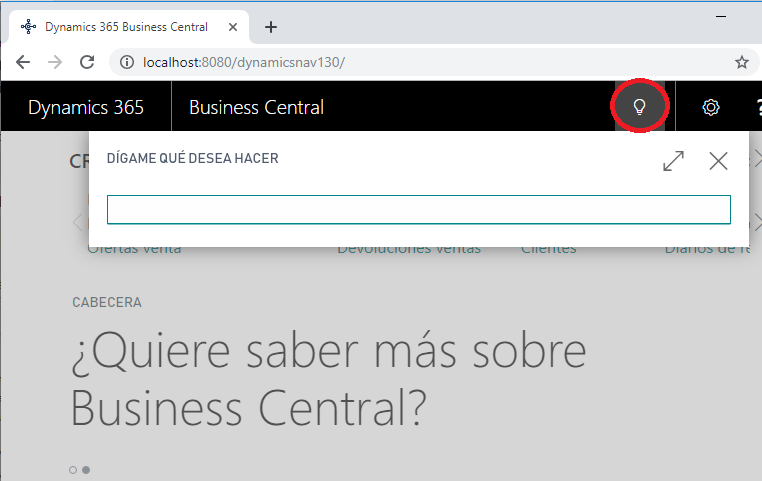 Dynamics 365 Business Central
localhost:8080/dynamicsnav130/
Dynamics 365 Business Central ?
CR
DÍGAME QUÉ DESEA HACER
Ofertas venta Devoluciones ventas Clientes Diarios de
CABECERA
¿Quiere saber más sobre
Business Central?